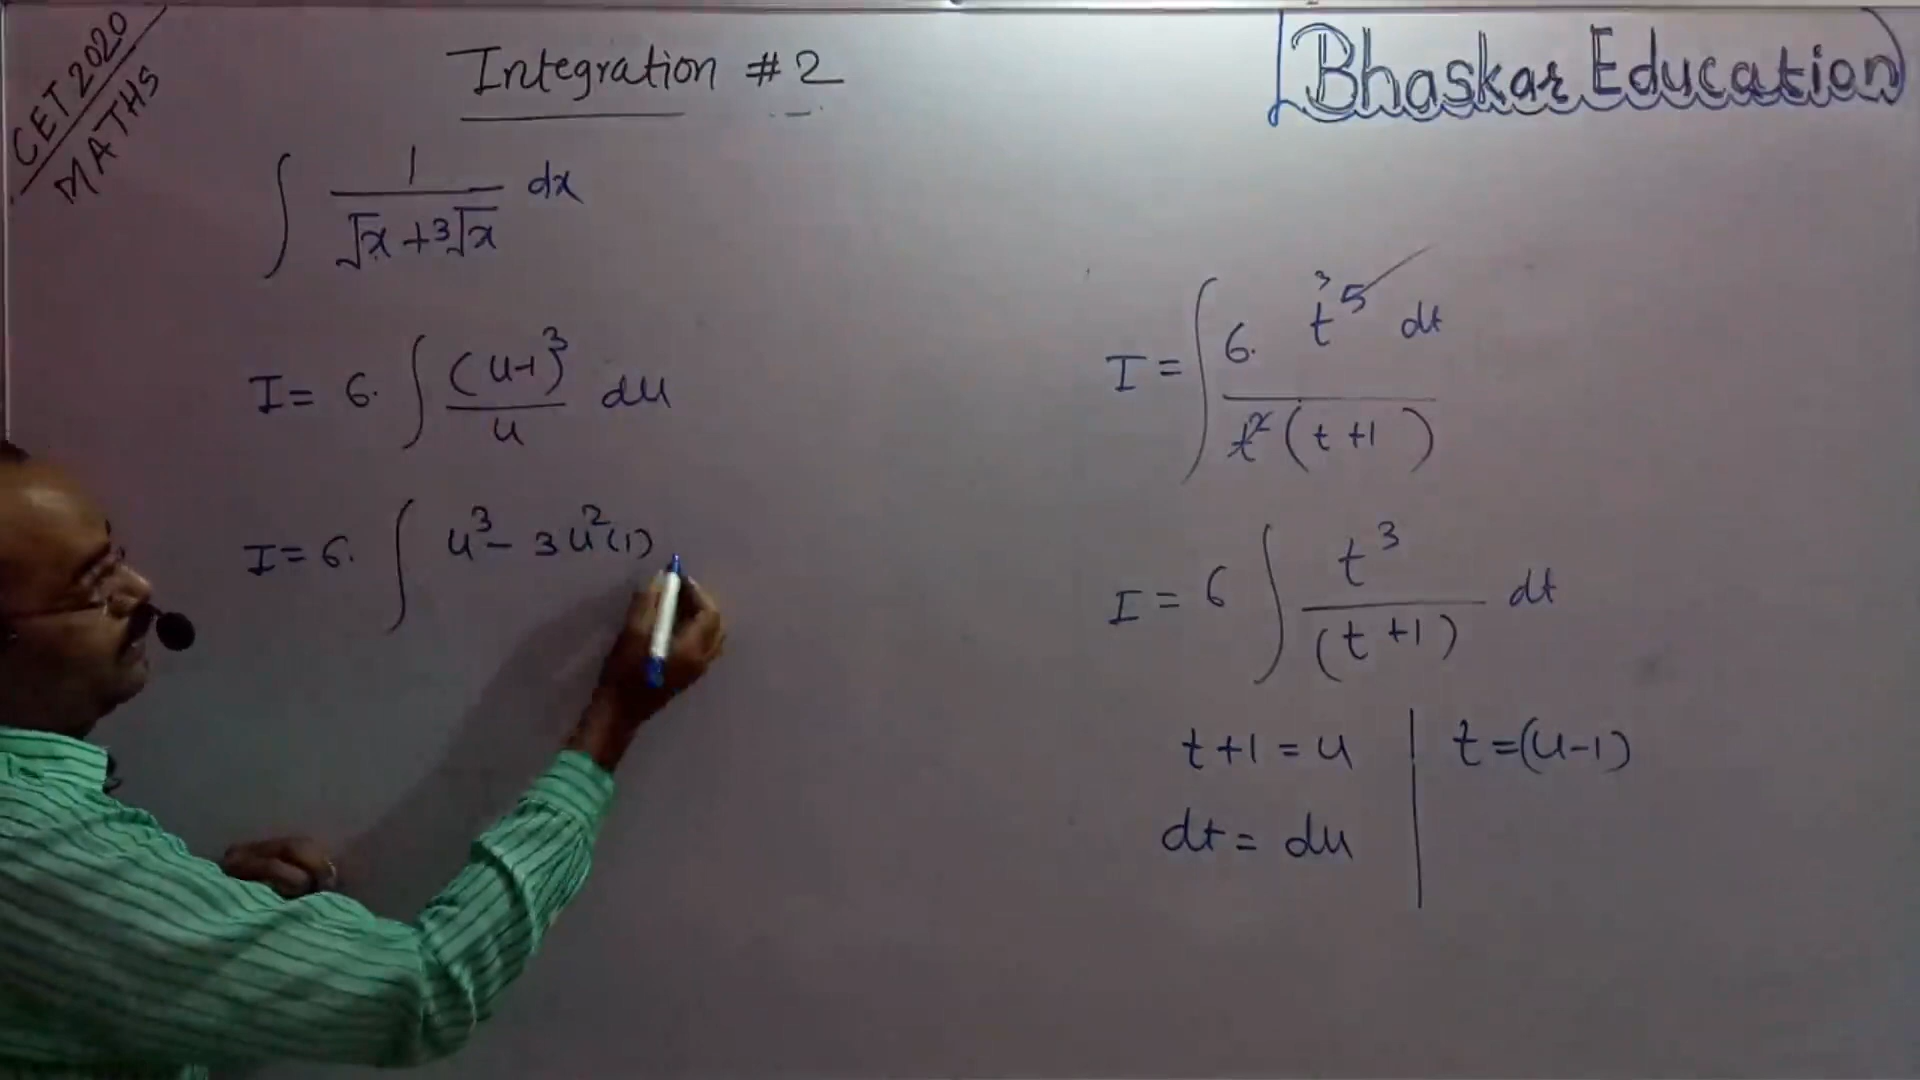 CET 2020
MATHS
Integration #2
Bhaskar Education
∫ 1/(√x + ³√x) dx
I = 6. ∫ (u-1)³/u du
I = 6. ∫ u³ - 3u²(1)
I = ∫ 6. t⁵ ³ dt / t²(t+1)
I = 6 ∫ t³/(t+1) dt
t+1 = u | t = (u-1)
dt = du